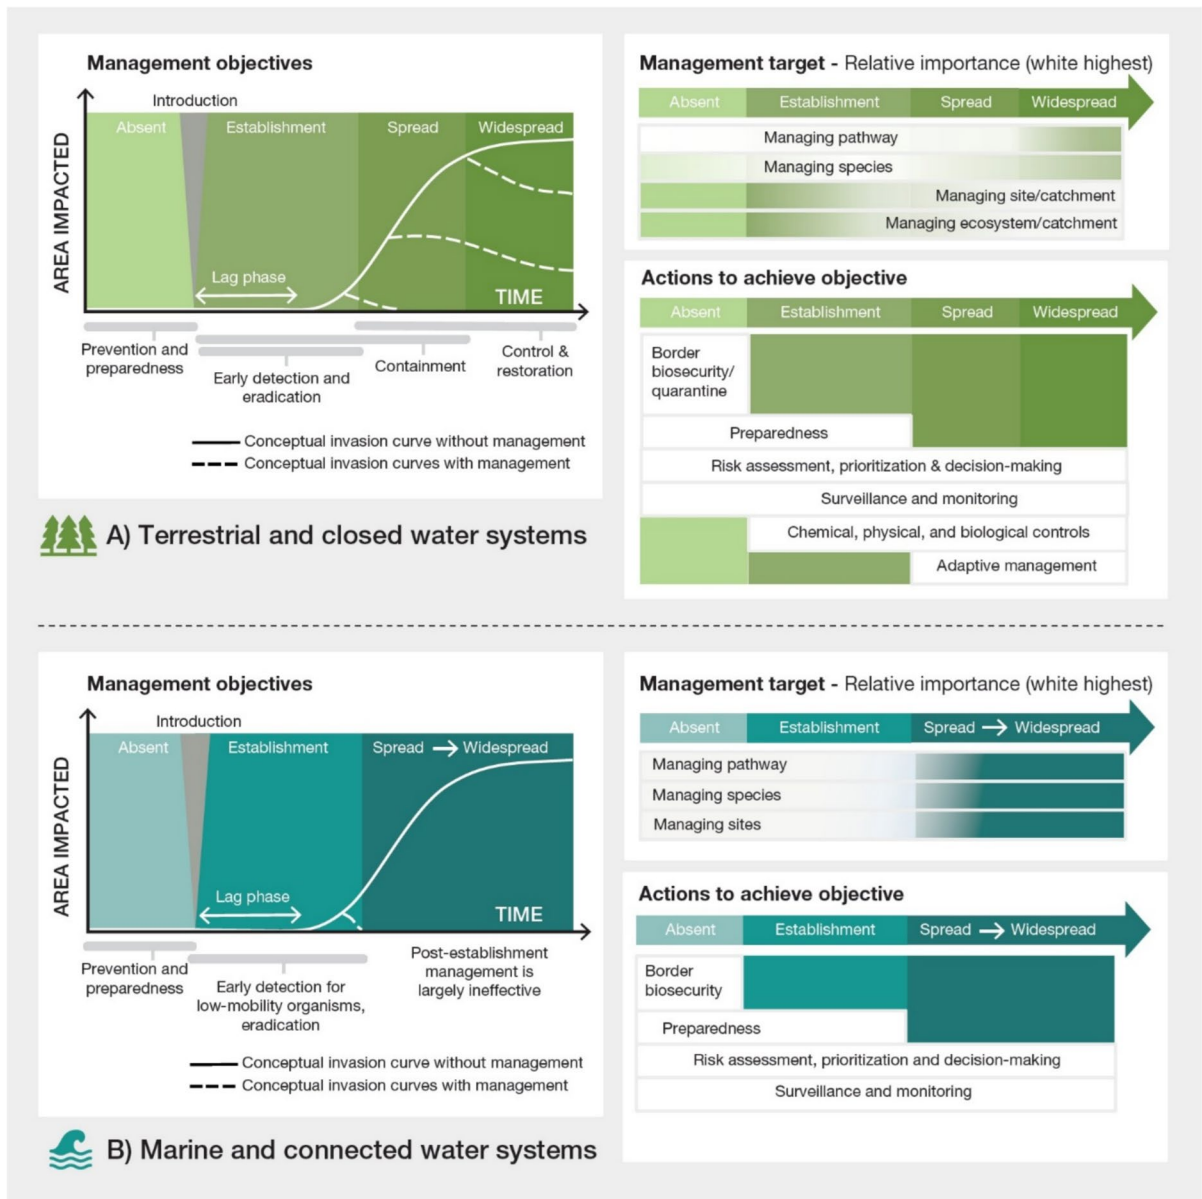 Management objectives
Introduction
Absent
Establishment
Spread
Widespread
AREA IMPACTED
Lag phase
TIME
Prevention and
preparedness
Early detection and
eradication
Containment
Control &
restoration
Conceptual invasion curve without management
Conceptual invasion curves with management
A) Terrestrial and closed water systems
Management target - Relative importance (white highest)
Absent
Establishment
Spread
Widespread
Managing pathway
Managing species
Managing site/catchment
Managing ecosystem/catchment
Actions to achieve objective
Absent
Establishment
Spread
Widespread
Border
biosecurity/
quarantine
Preparedness
Risk assessment, prioritization & decision-making
Surveillance and monitoring
Chemical, physical, and biological controls
Adaptive management
Management objectives
Introduction
Absent
Establishment
Spread → Widespread
AREA IMPACTED
Lag phase
TIME
Prevention and
preparedness
Early detection for
low-mobility organisms,
eradication
Post-establishment
management is
largely ineffective
Conceptual invasion curve without management
Conceptual invasion curves with management
B) Marine and connected water systems
Management target - Relative importance (white highest)
Absent
Establishment
Spread → Widespread
Managing pathway
Managing species
Managing sites
Actions to achieve objective
Absent
Establishment
Spread → Widespread
Border
biosecurity
Preparedness
Risk assessment, prioritization and decision-making
Surveillance and monitoring